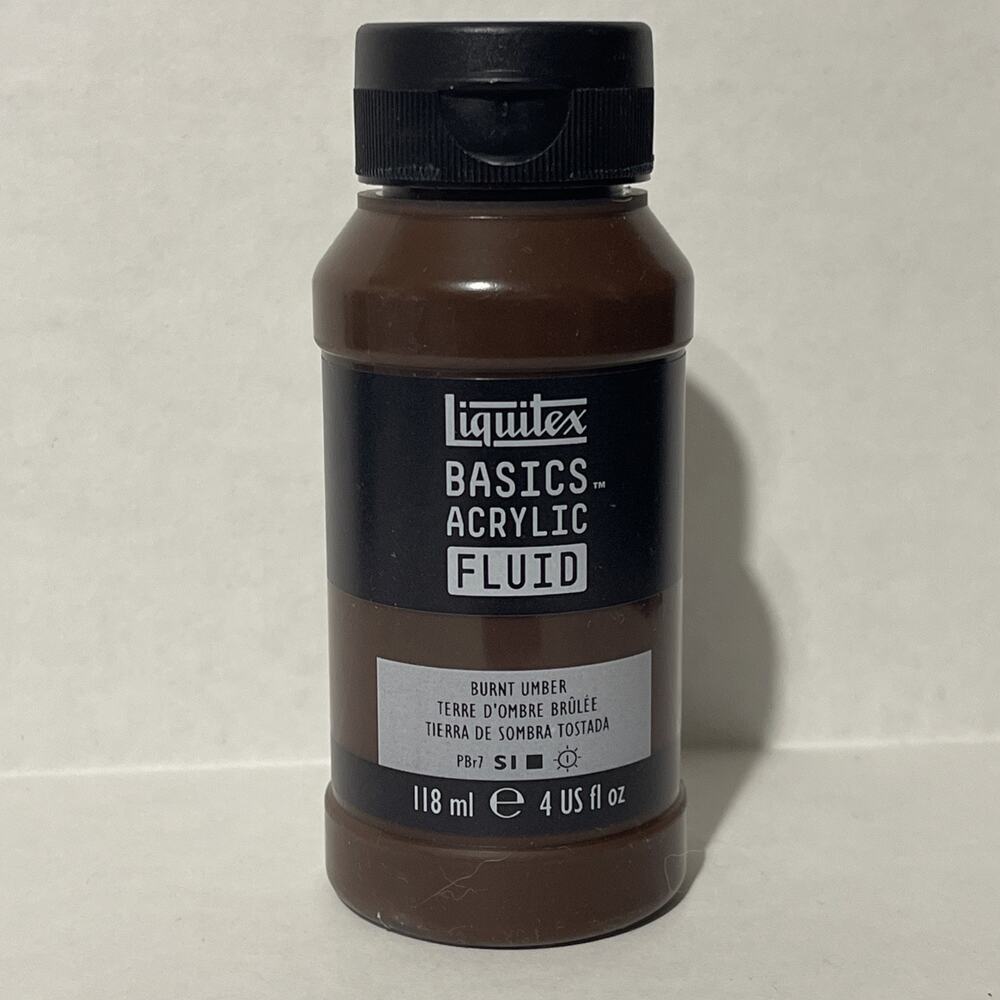 Liquitex
BASICS™
ACRYLIC
FLUID
BURNT UMBER
TERRE D'OMBRE BRÛLÉE
TIERRA DE SOMBRA TOSTADA
PBr7 S1 ■ I
118 ml ℮ 4 US fl oz